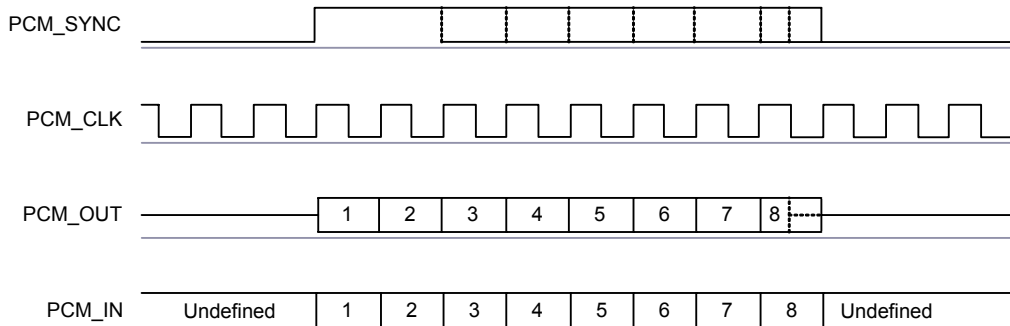 PCM_SYNC
PCM_CLK
PCM_OUT 1 2 3 4 5 6 7 8
PCM_IN Undefined 1 2 3 4 5 6 7 8 Undefined